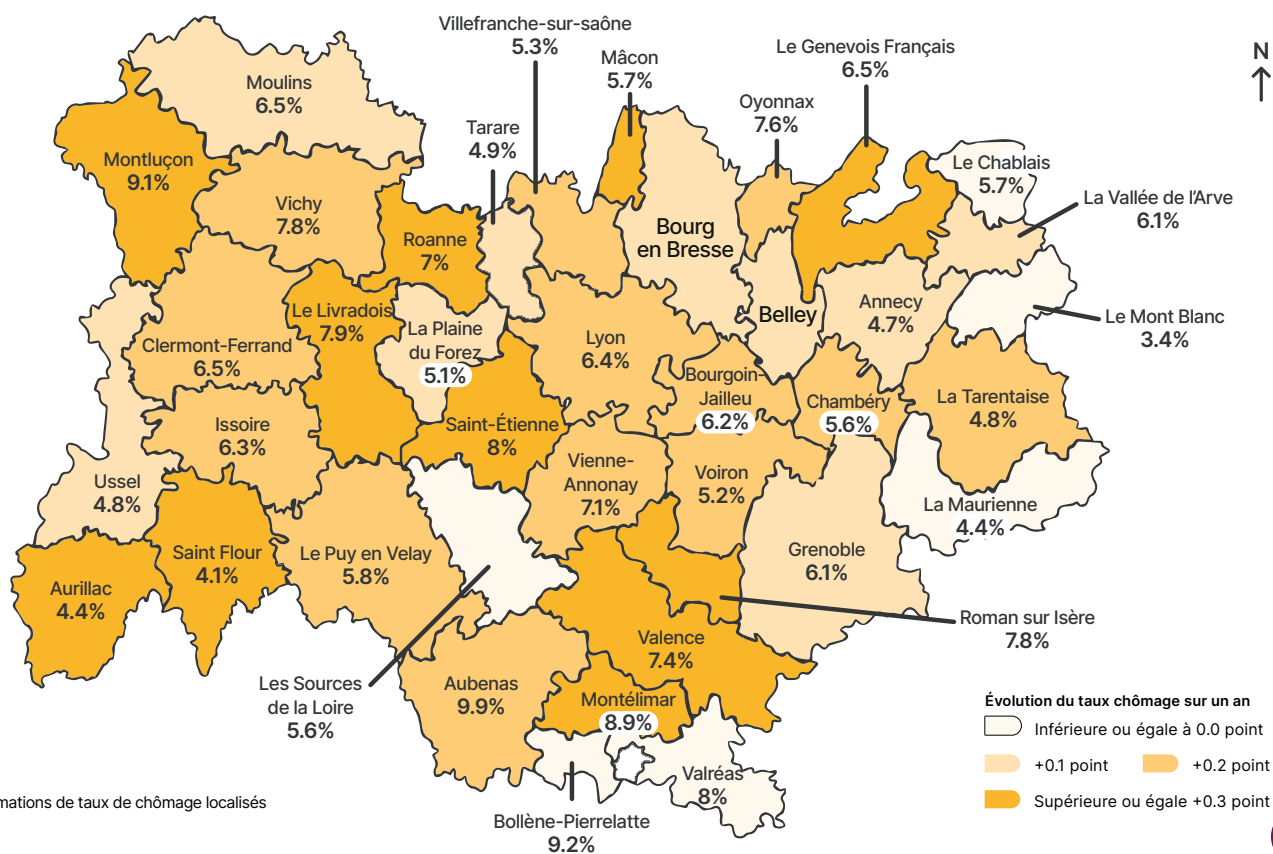 Villefranche-sur-saône
5.3%
Mâcon
5.7%
Le Genevois Français
6.5%
N
Moulins
6.5%
Oyonnax
7.6%
Tarare
4.9%
Montluçon
9.1%
Le Chablais
5.7%
La Vallée de l'Arve
6.1%
Vichy
7.8%
Roanne
7%
Bourg
en Bresse
Le Livradois
7.9%
La Plaine
du Forez
5.1%
Belley
Annecy
4.7%
Le Mont Blanc
3.4%
Clermont-Ferrand
6.5%
Lyon
6.4%
Bourgoin-
Jailleu
6.2%
Chambéry
5.6%
La Tarentaise
4.8%
Issoire
6.3%
Saint-Étienne
8%
Vienne-
Annonay
7.1%
Voiron
5.2%
Ussel
4.8%
La Maurienne
4.4%
Saint Flour
4.1%
Le Puy en Velay
5.8%
Grenoble
6.1%
Aurillac
4.4%
Roman sur Isère
7.8%
Valence
7.4%
Les Sources
de la Loire
5.6%
Aubenas
9.9%
Montélimar
8.9%
Valréas
8%
Bollène-Pierrelatte
9.2%
Évolution du taux chômage sur un an
Inférieure ou égale à 0.0 point
+0.1 point
+0.2 point
Supérieure ou égale +0.3 point
mations de taux de chômage localisés